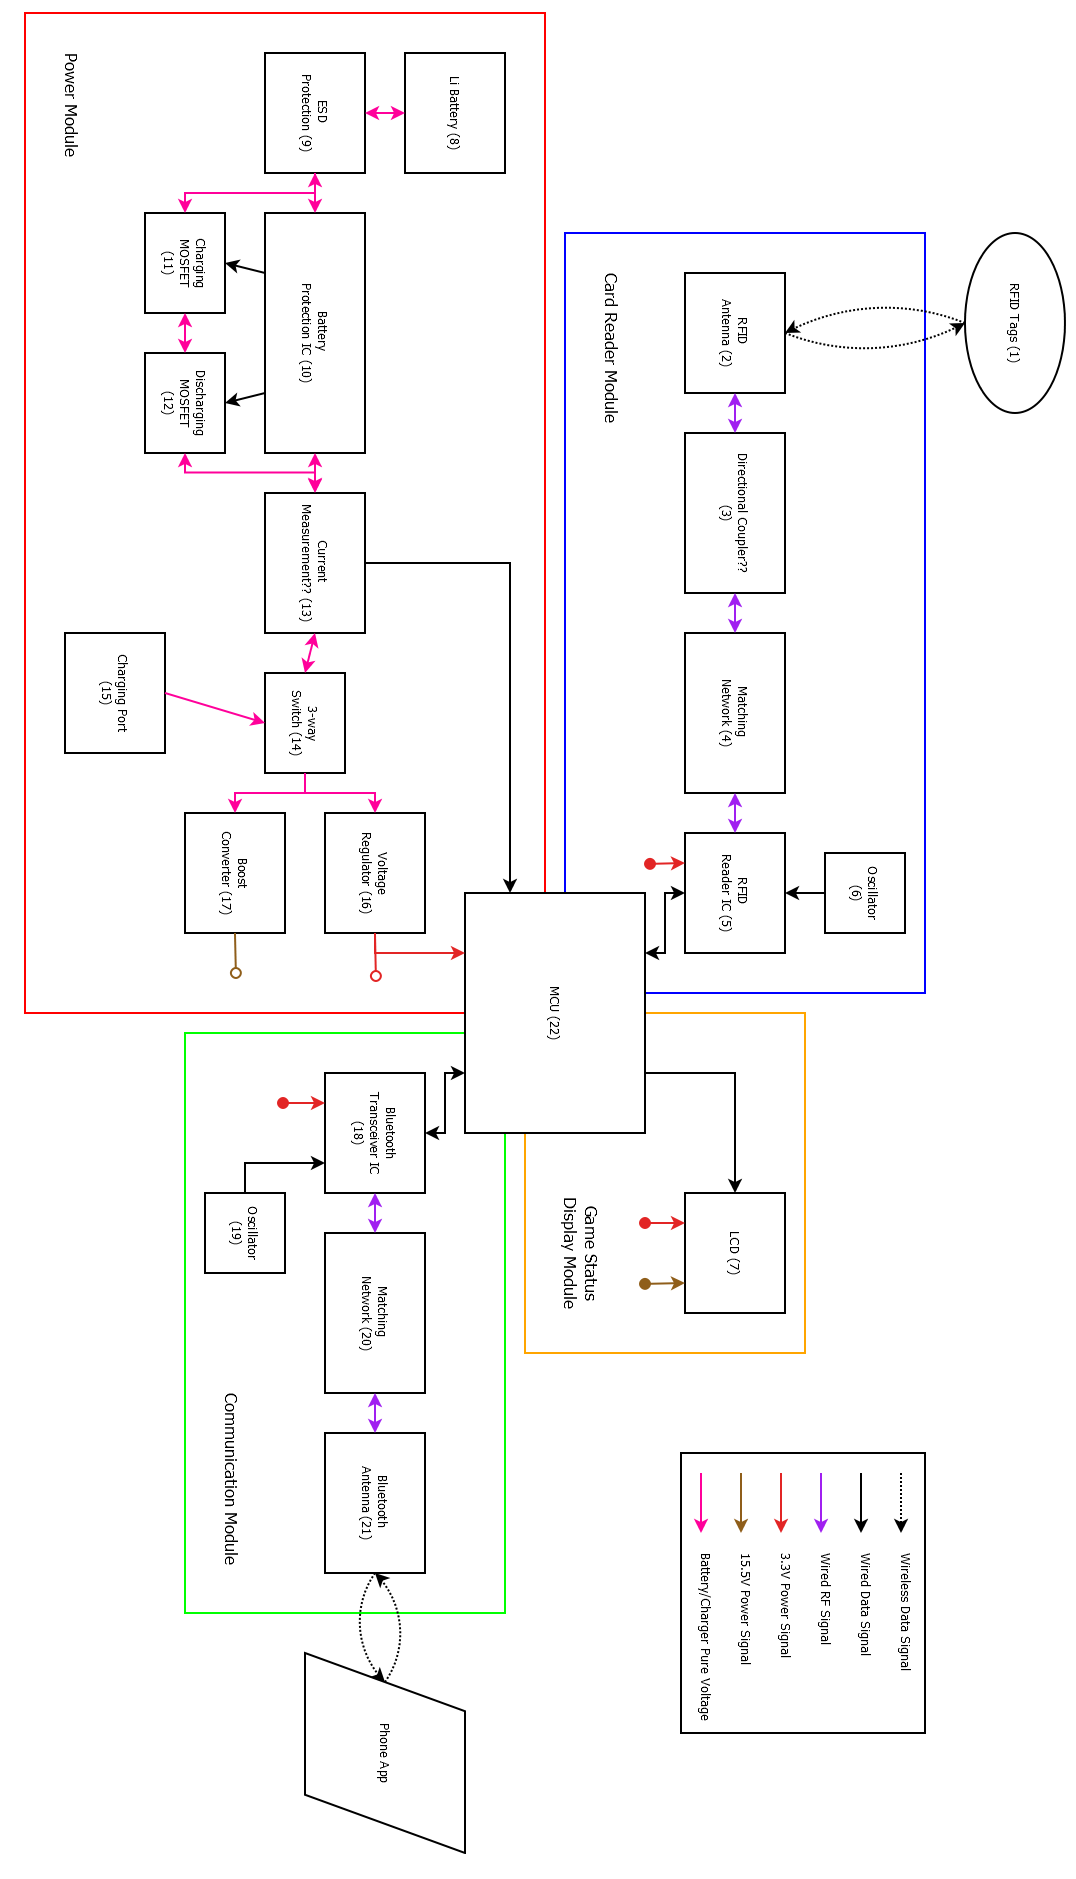 RFID Tags (1)
RFID
Antenna (2)
Directional Coupler??
(3)
Matching
Network (4)
RFID
Reader IC (5)
Oscillator
(6)
Card Reader Module
Li Battery (8)
ESD
Protection (9)
Battery
Protection IC (10)
Charging
MOSFET
(11)
Discharging
MOSFET
(12)
Current
Measurement?? (13)
3-way
Switch (14)
Charging Port
(15)
Voltage
Regulator (16)
Boost
Converter (17)
Power Module
MCU (22)
LCD (7)
Game Status
Display Module
Bluetooth
Transceiver IC
(18)
Oscillator
(19)
Matching
Network (20)
Bluetooth
Antenna (21)
Communication Module
Phone App
Wireless Data Signal
Wired Data Signal
Wired RF Signal
3.3V Power Signal
15.5V Power Signal
Battery/Charger Pure Voltage